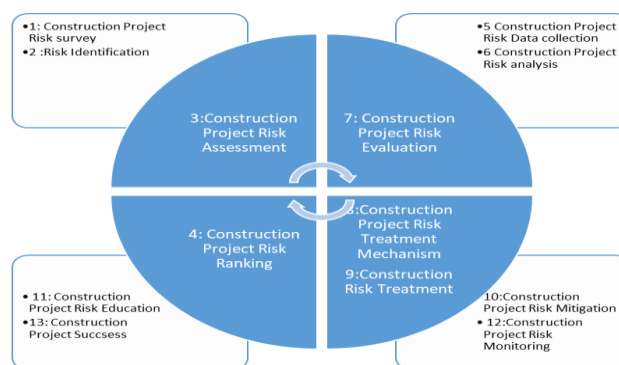 •1: Construction Project
Risk survey
•2 :Risk Identification
•5 Construction Project
Risk Data collection
•6 Construction Project
Risk analysis
3:Construction
Project Risk
Assessment
7: Construction
Project Risk
Evaluation
4: Construction
Project Risk
Ranking
:Construction
Project Risk
Treatment
Mechanism
9:Construction
Risk Treatment
• 11: Construction
Project Risk Education
•13: Construction
Project Succsess
10:Construction
Project Risk Mitigation
• 12:Construction
Project Risk
Monitoring